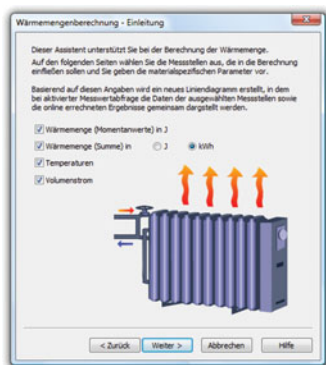 Wärmemengenberechnung - Einleitung
Dieser Assistent unterstützt Sie bei der Berechnung der Wärmemenge.
Auf den folgenden Seiten wählen Sie die Messstellen aus, die in die Berechnung
einfließen sollen und Sie geben die materialspezifischen Parameter vor.
Basierend auf diesen Angaben wird ein neues Liniendiagramm erstellt, in dem
bei aktivierter Messwertabfrage die Daten der ausgewählten Messstellen sowie
die online errechneten Ergebnisse gemeinsam dargestellt werden.
Wärmemenge (Momentanwerte) in J
Wärmemenge (Summe) in J kWh
Temperaturen
Volumenstrom
< Zurück Weiter > Abbrechen Hilfe